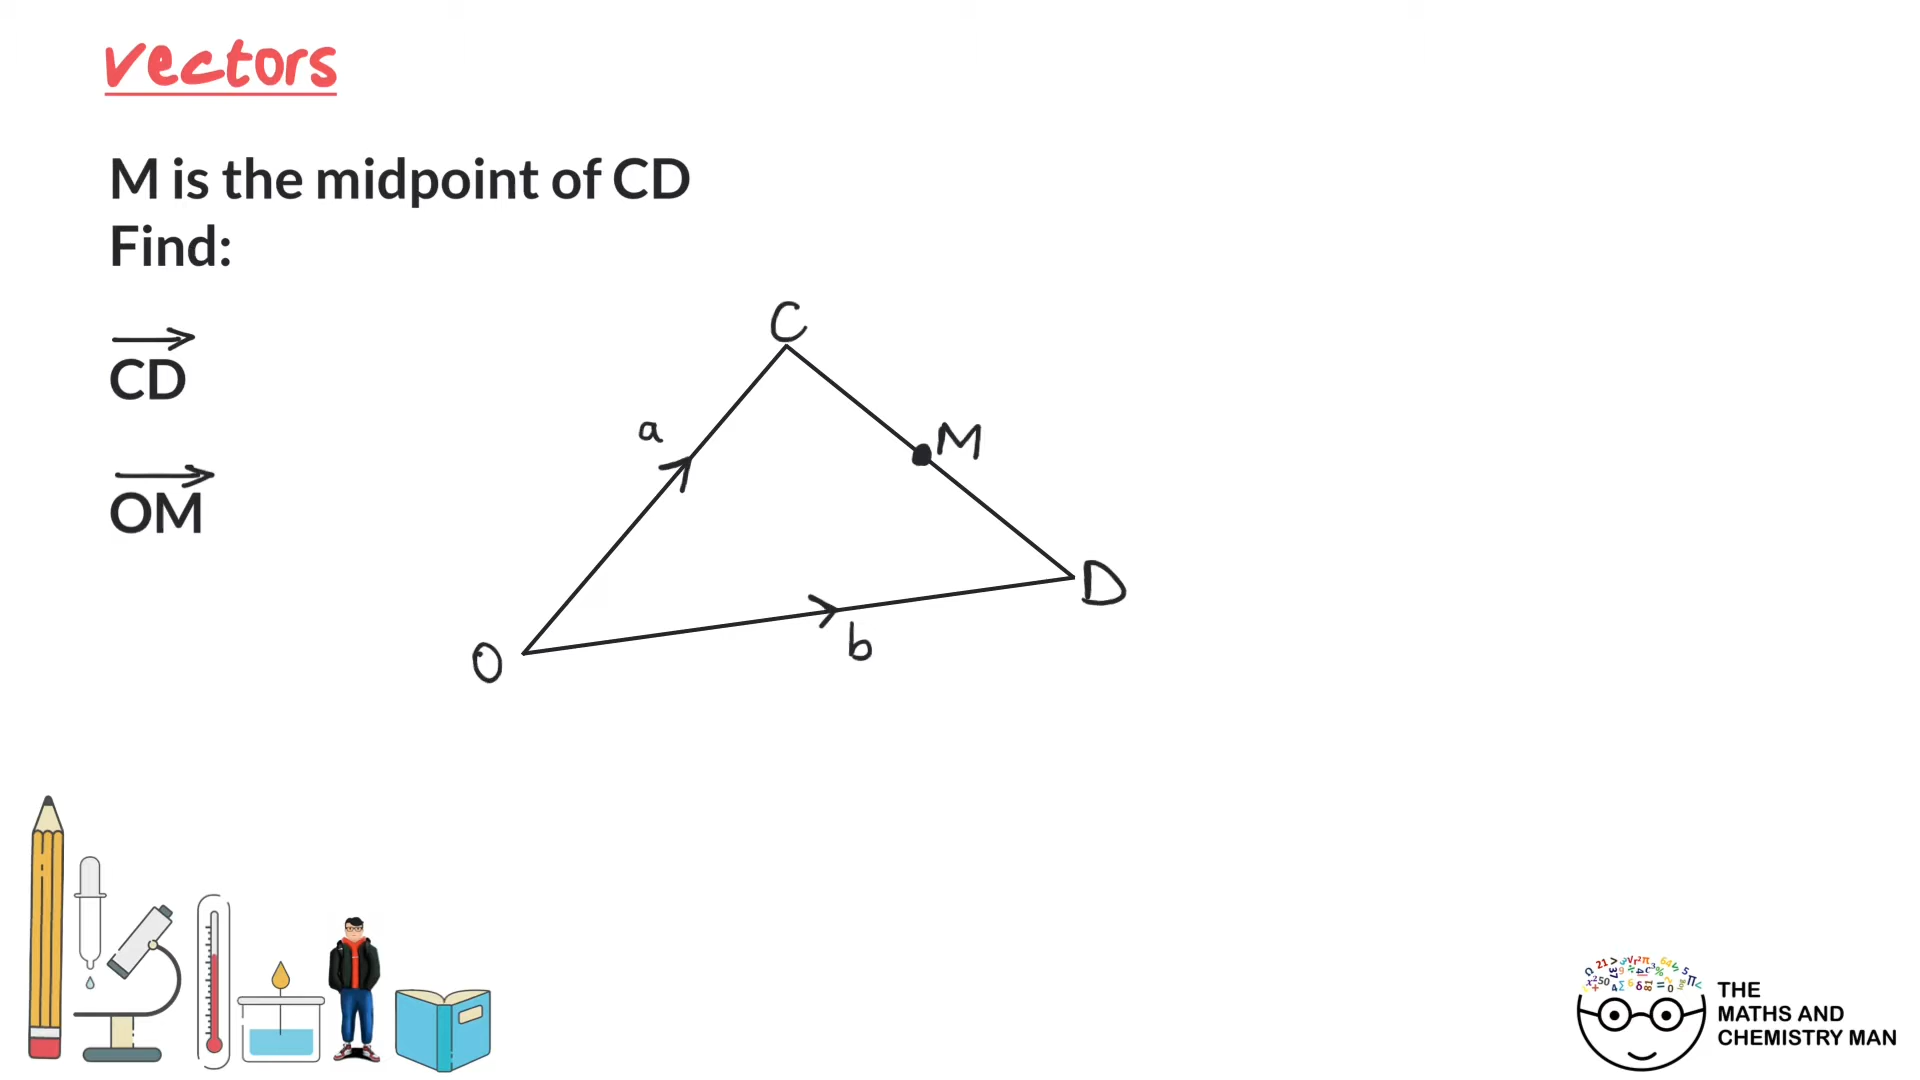 vectors
M is the midpoint of CD
Find:
CD
OM
C
a
M
D
b
O
THE
MATHS AND
CHEMISTRY MAN